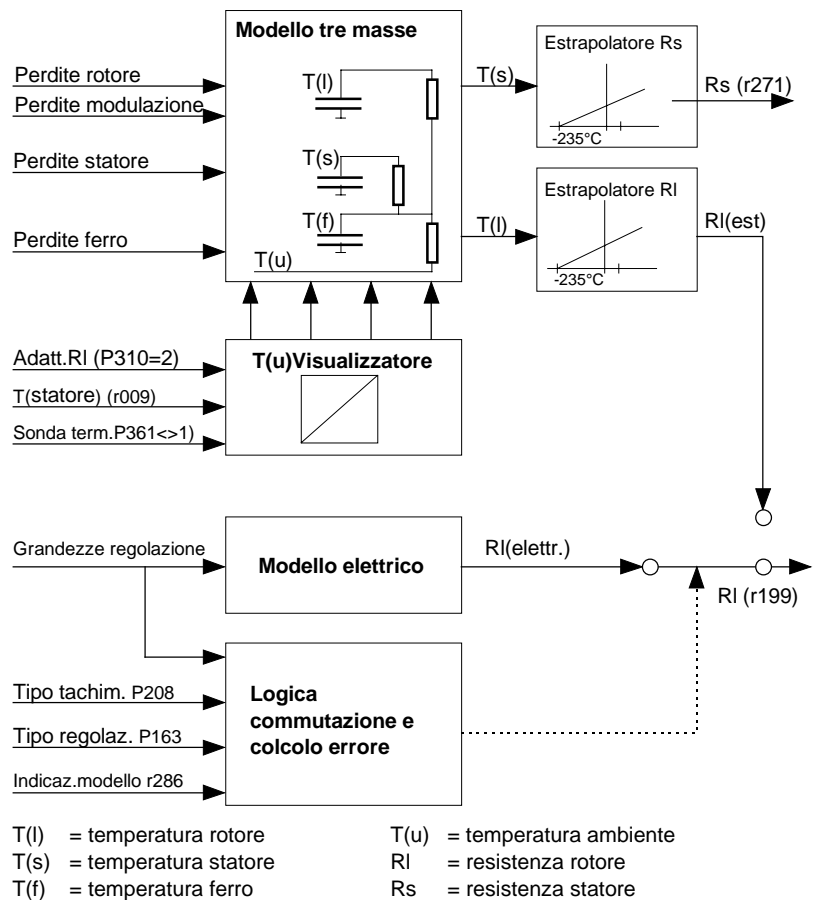 Modello tre masse
Perdite rotore
Perdite modulazione
Perdite statore
Perdite ferro
T(l)
T(s)
T(f)
T(u)
T(s)
Estrapolatore Rs
-235°C
Rs (r271)
T(l)
Estrapolatore Rl
-235°C
Rl(est)
Adatt.Rl (P310=2)
T(statore) (r009)
Sonda term.P361<>1)
T(u)Visualizzatore
Grandezze regolazione
Modello elettrico
Rl(elettr.)
Rl (r199)
Tipo tachim. P208
Tipo regolaz. P163
Indicaz.modello r286
Logica
commutazione e
colcolo errore
T(l) = temperatura rotore
T(s) = temperatura statore
T(f) = temperatura ferro
T(u) = temperatura ambiente
Rl = resistenza rotore
Rs = resistenza statore